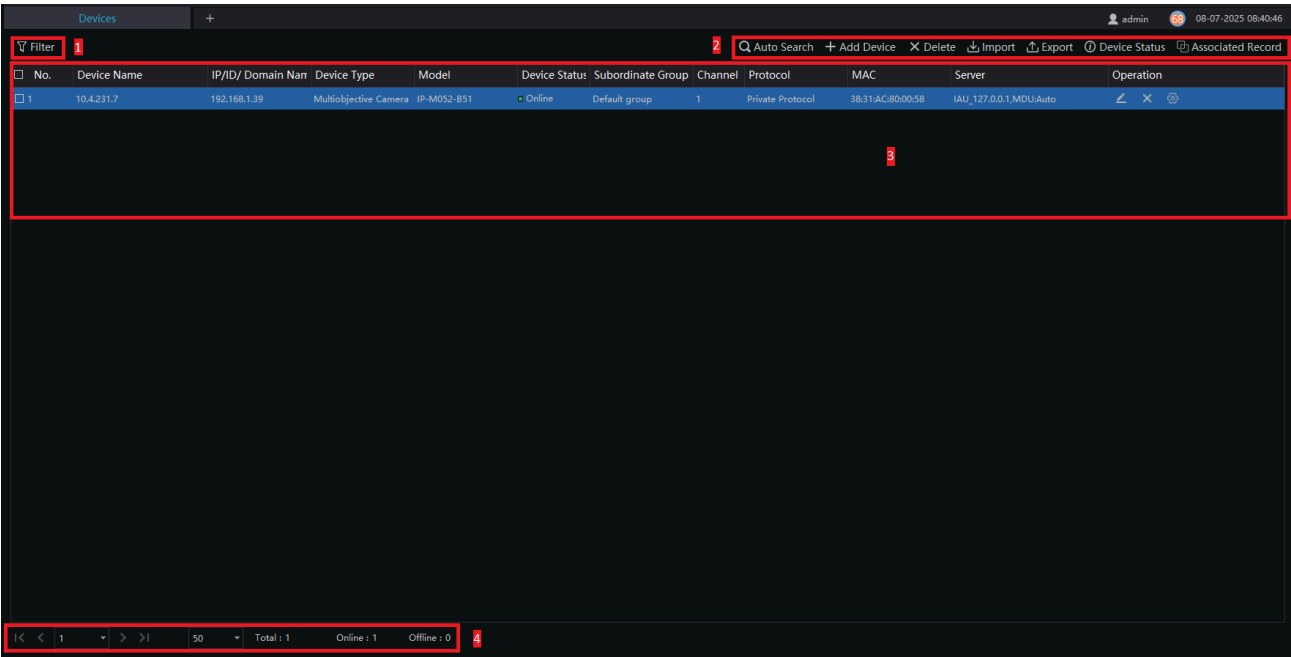 Devices + admin 68 08-07-2025 08:40:46
Filter 1 2 Auto Search Add Device Delete Import Export Device Status Associated Record
No. Device Name IP/ID/ Domain Nam Device Type Model Device Status Subordinate Group Channel Protocol MAC Server Operation
1 10.4.231.7 192.168.1.39 Multiobjective Camera IP-M052-B51 Online Default group 1 Private Protocol 38:31:AC:80:00:58 IAU_127.0.0.1,MDU:Auto
3
1 50 Total : 1 Online : 1 Offline : 0 4